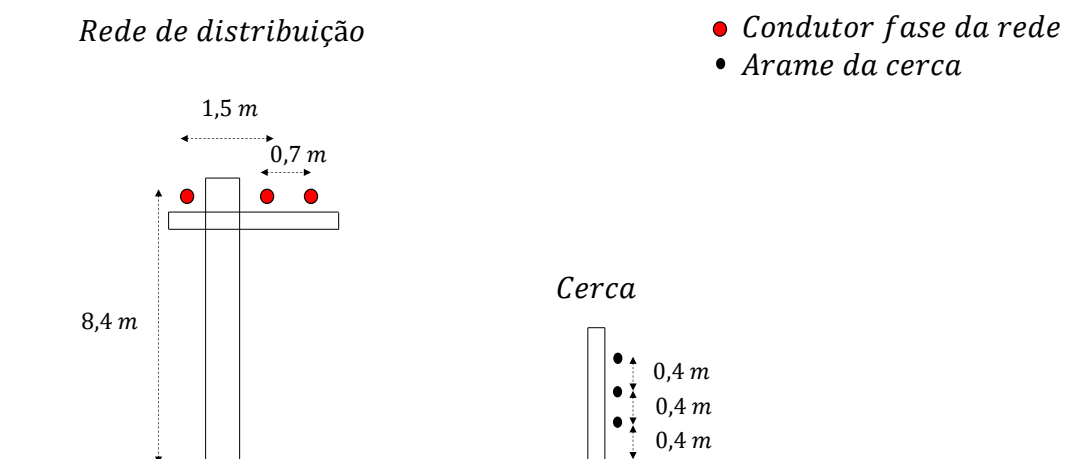 Rede de distribuição
Condutor fase da rede
Arame da cerca
1,5 m
0,7 m
8,4 m
Cerca
0,4 m
0,4 m
0,4 m